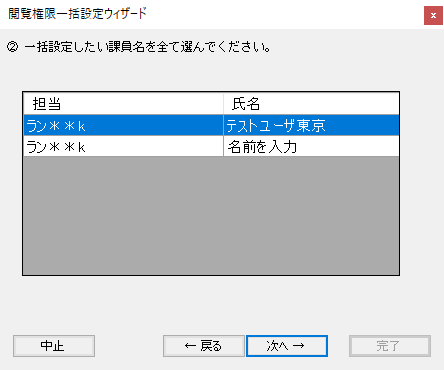 閲覧権限一括設定ウィザード
② 一括設定したい課員名を全て選んでください。
担当 氏名
ラン＊＊k テストユーザ東京
ラン＊＊k 名前を入力
中止 ← 戻る 次へ → 完了